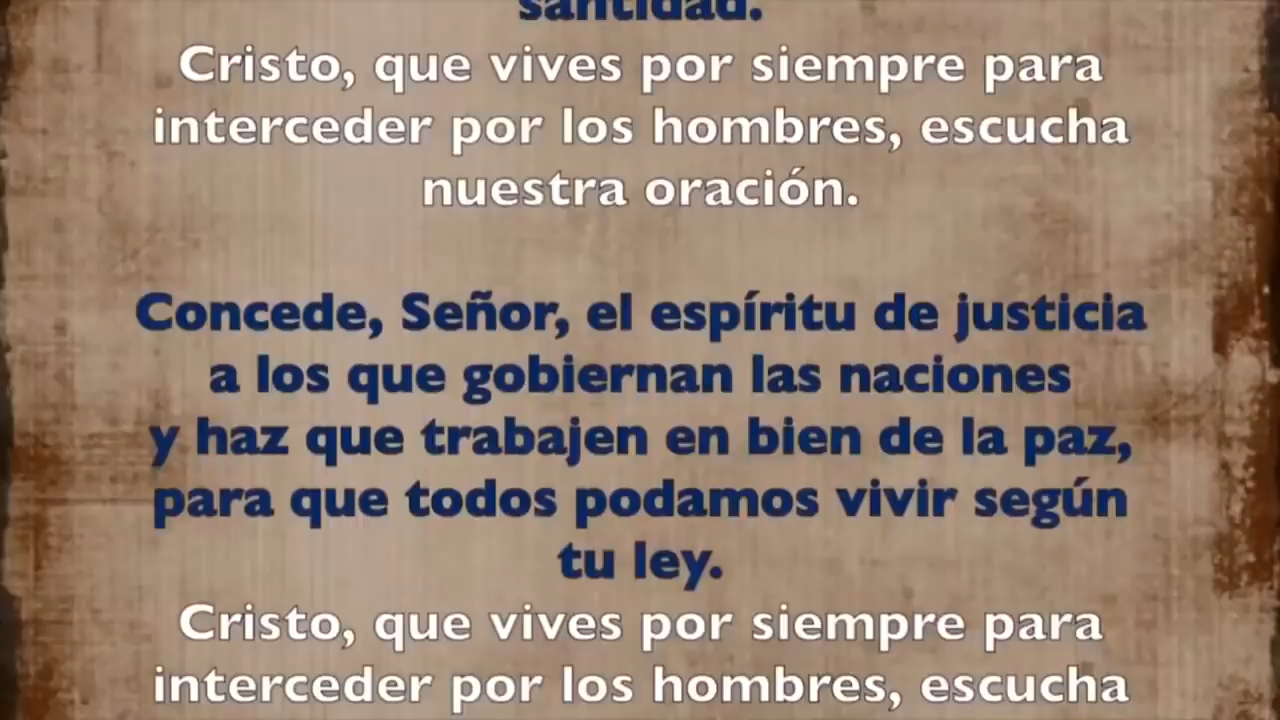 santidad.
Cristo, que vives por siempre para
interceder por los hombres, escucha
nuestra oración.
Concede, Señor, el espíritu de justicia
a los que gobiernan las naciones
y haz que trabajen en bien de la paz,
para que todos podamos vivir según
tu ley.
Cristo, que vives por siempre para
interceder por los hombres, escucha